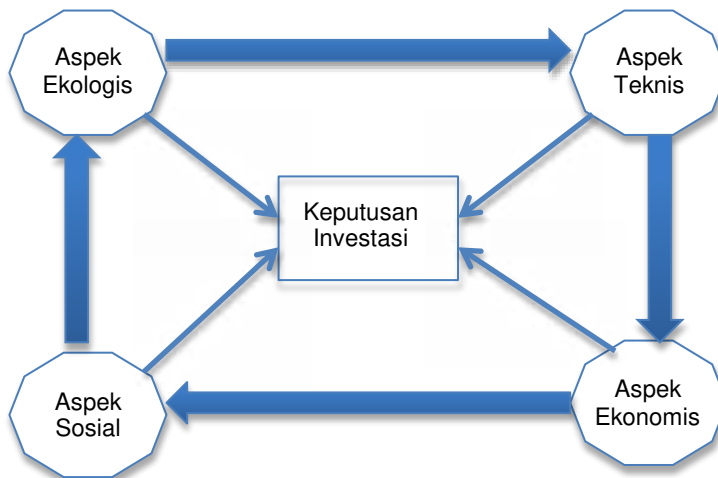 Aspek
Ekologis
Aspek
Teknis
Keputusan
Investasi
Aspek
Sosial
Aspek
Ekonomis